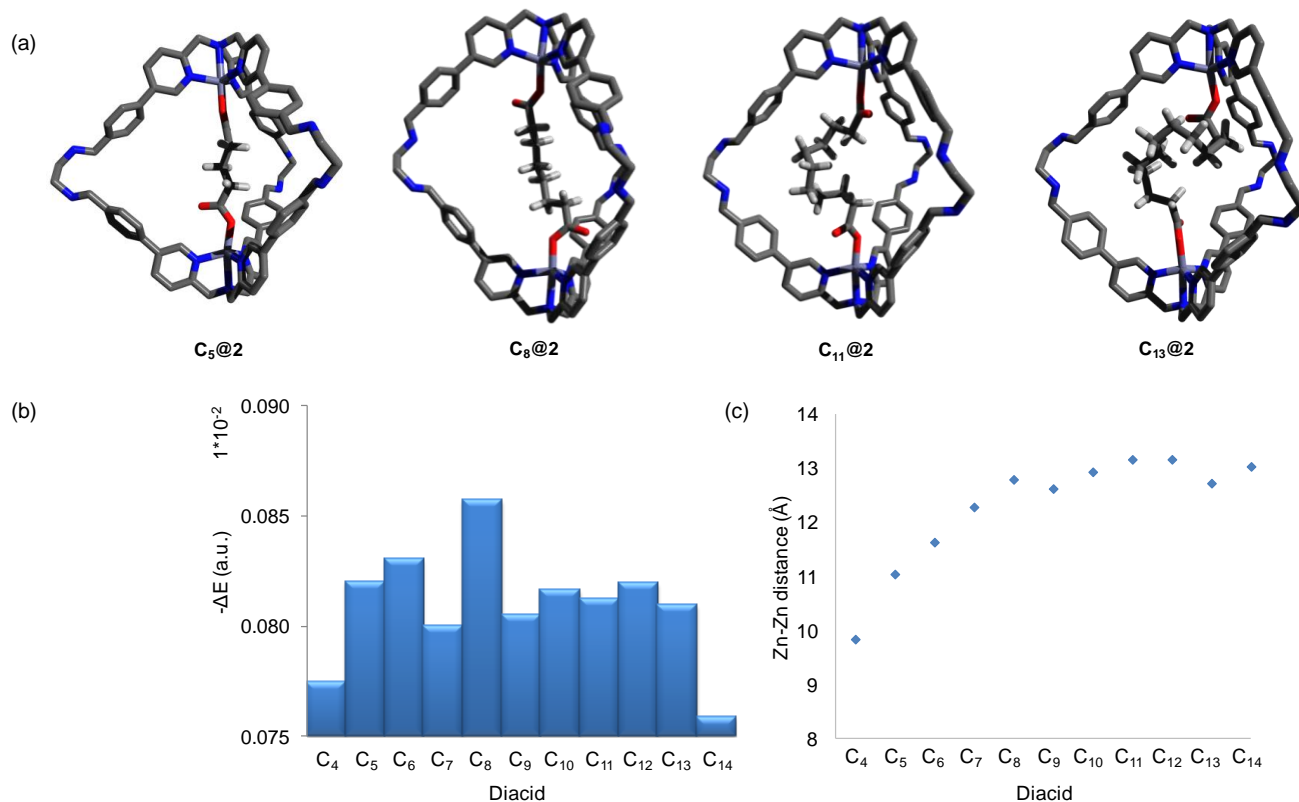 (a)
C₅@2 C₈@2 C₁₁@2 C₁₃@2
(b)
1*10⁻²
-ΔE (a.u.)
0.090
0.085
0.080
0.075
C₄ C₅ C₆ C₇ C₈ C₉ C₁₀ C₁₁ C₁₂ C₁₃ C₁₄
Diacid
(c)
Zn-Zn distance (Å)
14
13
12
11
10
9
8
C₄ C₅ C₆ C₇ C₈ C₉ C₁₀ C₁₁ C₁₂ C₁₃ C₁₄
Diacid